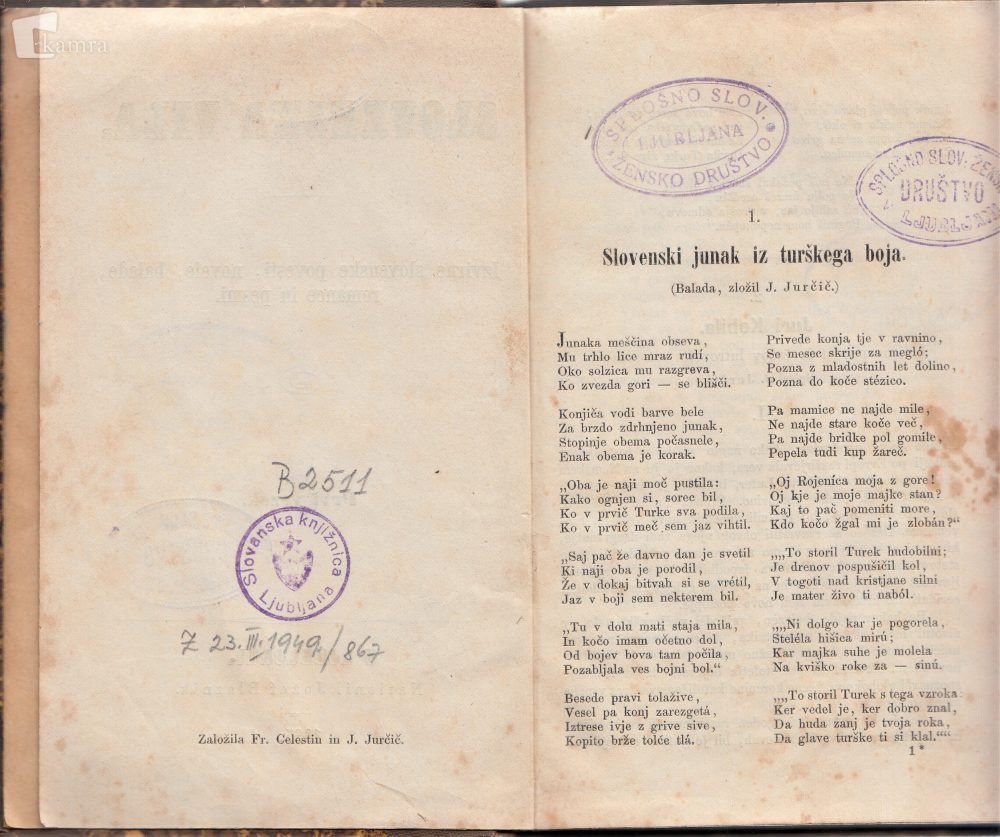 kamra
B2511
Slovanska knjižnica
Ljubljana
Z 23. III. 1949./867
Založila Fr. Celestin in J. Jurčič.
SPLOŠNO SLOV.
LJUBLJANA
ŽENSKO DRUŠTVO
SPLOŠNO SLOV.
DRUŠTVO
1.
Slovenski junak iz turškega boja.
(Balada, zložil J. Jurčič.)
Junaka meščina obseva,
Mu trhlo lice mraz rudí,
Oko solzica mu razgreva,
Ko zvezda gori — se blišči.
Konjiča vodi barve bele
Za brzdo zdrhnjeno junak,
Stopinje obema počasnele,
Enak obema je korak.
„Oba je naji moč pustila:
Kako ognjen si, sorec bil,
Ko v prvič Turke sva podila,
Ko v prvič meč sem jaz vihtil.
„Saj pač že davno dan je svetil
Ki naji oba je porodil,
Že v dokaj bitvah si se vrétil,
Jaz v boji sem nekterem bil.
„Tu v dolu mati staja mila,
In kočo imam očetno dol,
Od bojev bova tam počila,
Pozabljala ves bojni bol.“
Besede pravi tolažive,
Vesel pa konj zarezgetá,
Iztrese ivje z grive sive,
Kopito brže tolče tlá.
Privede konja tje v ravnino,
Se mesec skrije za megló;
Pozna z mladostnih let dolino,
Pozna do koče stézico.
Pa mamice ne najde mile,
Ne najde stare koče več,
Pa najde bridke pol gomile,
Pepela tudi kup žareč.
„Oj Rojenica moja z gore!
Oj kje je moje majke stan?
Kaj to pač pomeniti more,
Kdo kočo žgal mi je zlobán?“
„„To storil Turek hudobilni;
Je drenov pospušičil kol,
V togoti nad kristjane silni
Je mater živo ti naból.
„„Ni dolgo kar je pogorela,
Steléla hišica mirú;
Kar majka suhe je molela
Na kviško roke za — sinú.
„„To storil Turek s tega vzroka
Ker vedel je, ker dobro znal,
Da huda zanj je tvoja roka,
Da glave turške ti si klal.““
1*